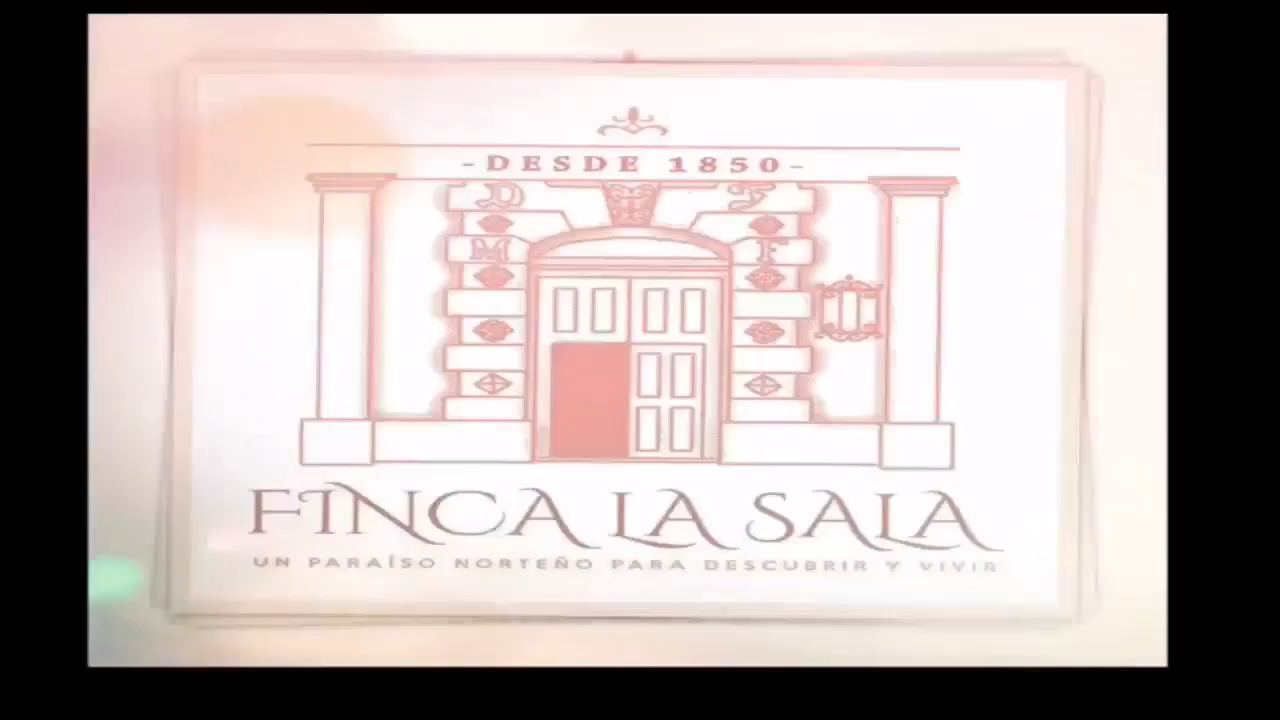 -DESDE 1850-
D F
M F
FINCA LA SALA
UN PARAÍSO NORTEÑO PARA DESCUBRIR Y VIVIR